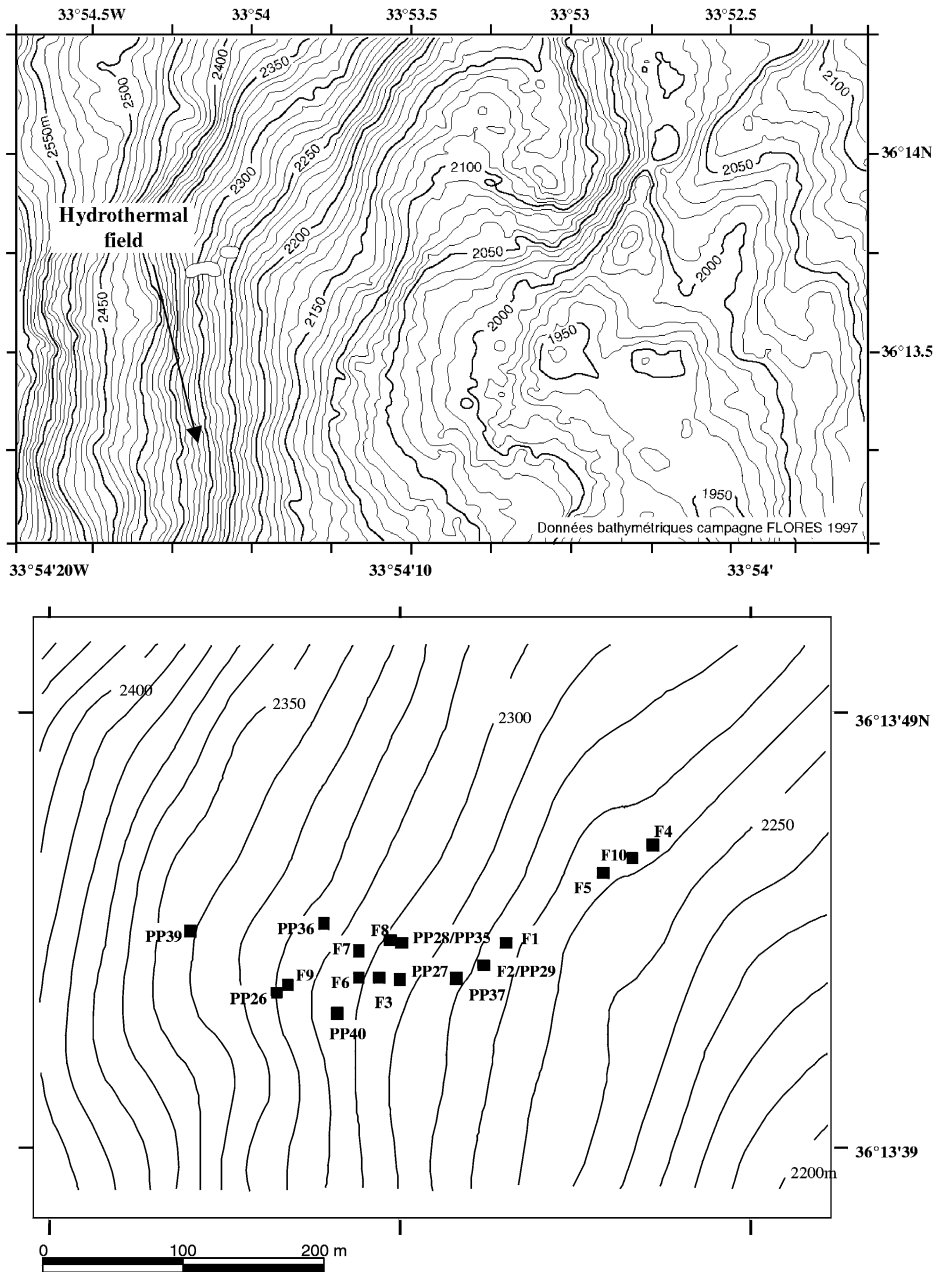 33°54.5W 33°54 33°53.5 33°53 33°52.5
2400
2350
2100
2500
2550m
36°14N
2250
2100
2050
2300
Hydrothermal
field
2200
2050
2000
2450
2150
2000
1950
36°13.5
1950
Données bathymétriques campagne FLORES 1997
33°54'20W 33°54'10 33°54'
2400
2350
2300
36°13'49N
2250
F4
F10
F5
PP36
F8
PP28/PP35
F1
PP39
F7
F9
F6
PP27
F2/PP29
PP26
F3
PP37
PP40
36°13'39
2200m
0 100 200 m